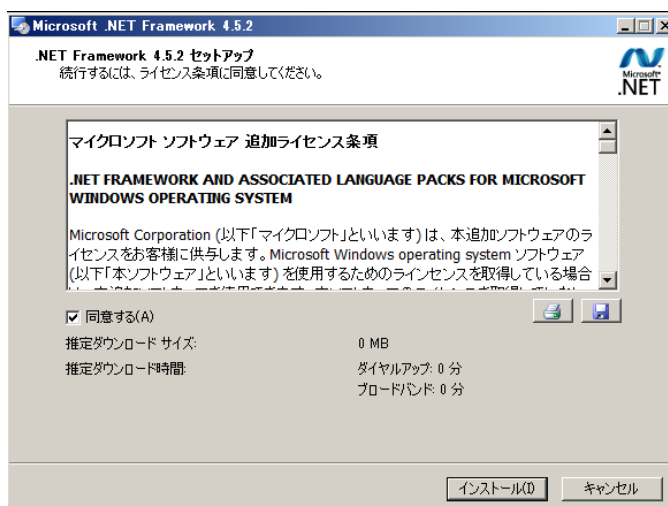 Microsoft .NET Framework 4.5.2
.NET Framework 4.5.2 セットアップ
続行するには、ライセンス条項に同意してください。
Microsoft®
.NET
マイクロソフト ソフトウェア 追加ライセンス条項
.NET FRAMEWORK AND ASSOCIATED LANGUAGE PACKS FOR MICROSOFT
WINDOWS OPERATING SYSTEM
Microsoft Corporation (以下「マイクロソフト」といいます) は、本追加ソフトウェアのラ
イセンスをお客様に供与します。Microsoft Windows operating system ソフトウェア
(以下「本ソフトウェア」といいます) を使用するためのラインセンスを取得している場合
同意する(A)
推定ダウンロード サイズ: 0 MB
推定ダウンロード時間: ダイヤルアップ: 0 分
ブロードバンド: 0 分
インストール(I) キャンセル